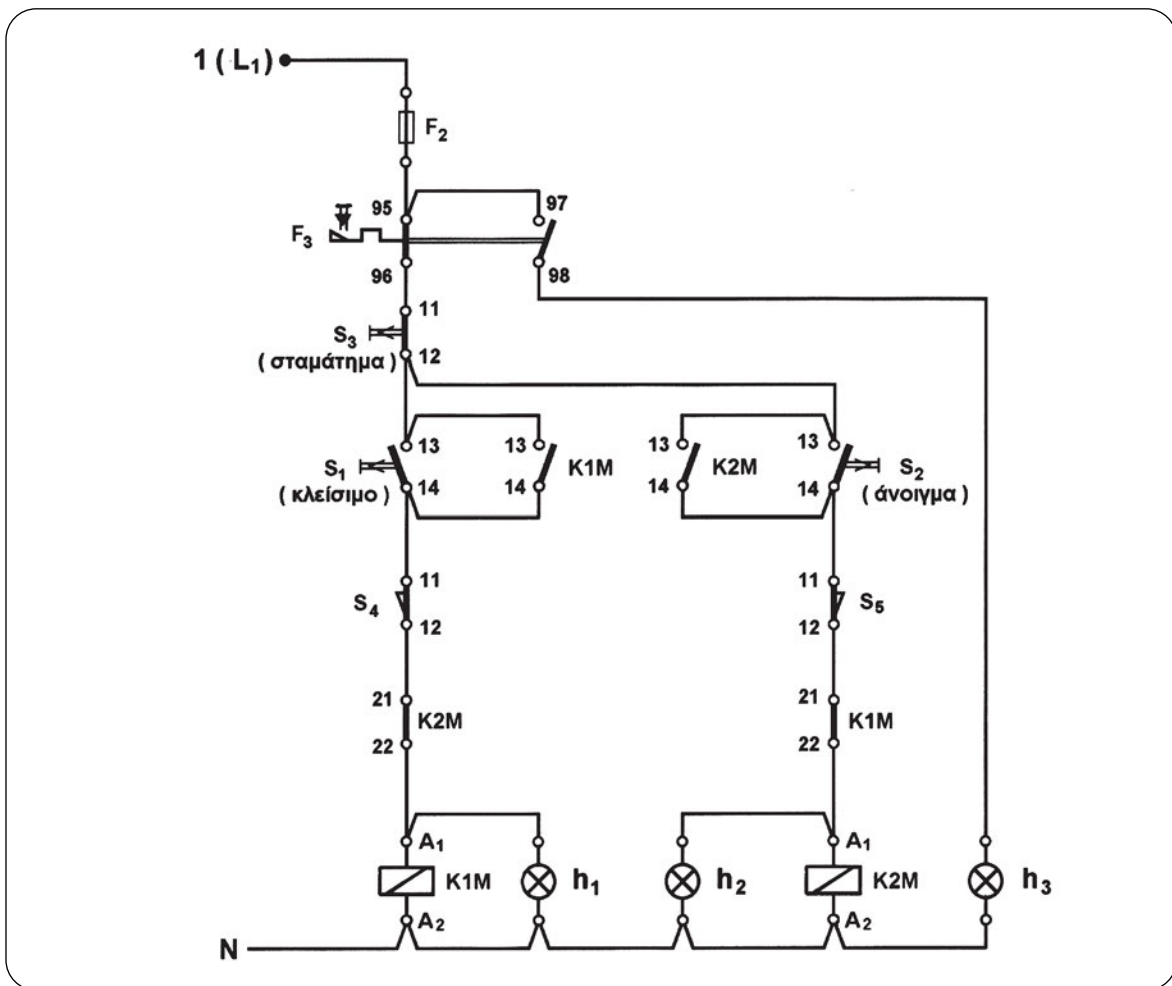 1 ( L₁ )
F₂
95 97
F₃
96 98
11
S₃
( σταμάτημα ) 12
13 13 13 13
S₁ K1M K2M S₂
( κλείσιμο ) 14 14 14 14 ( άνοιγμα )
11 11
S₄ S₅
12 12
21 21
K2M K1M
22 22
A₁ A₁
K1M h₁ h₂ K2M h₃
A₂ A₂
N